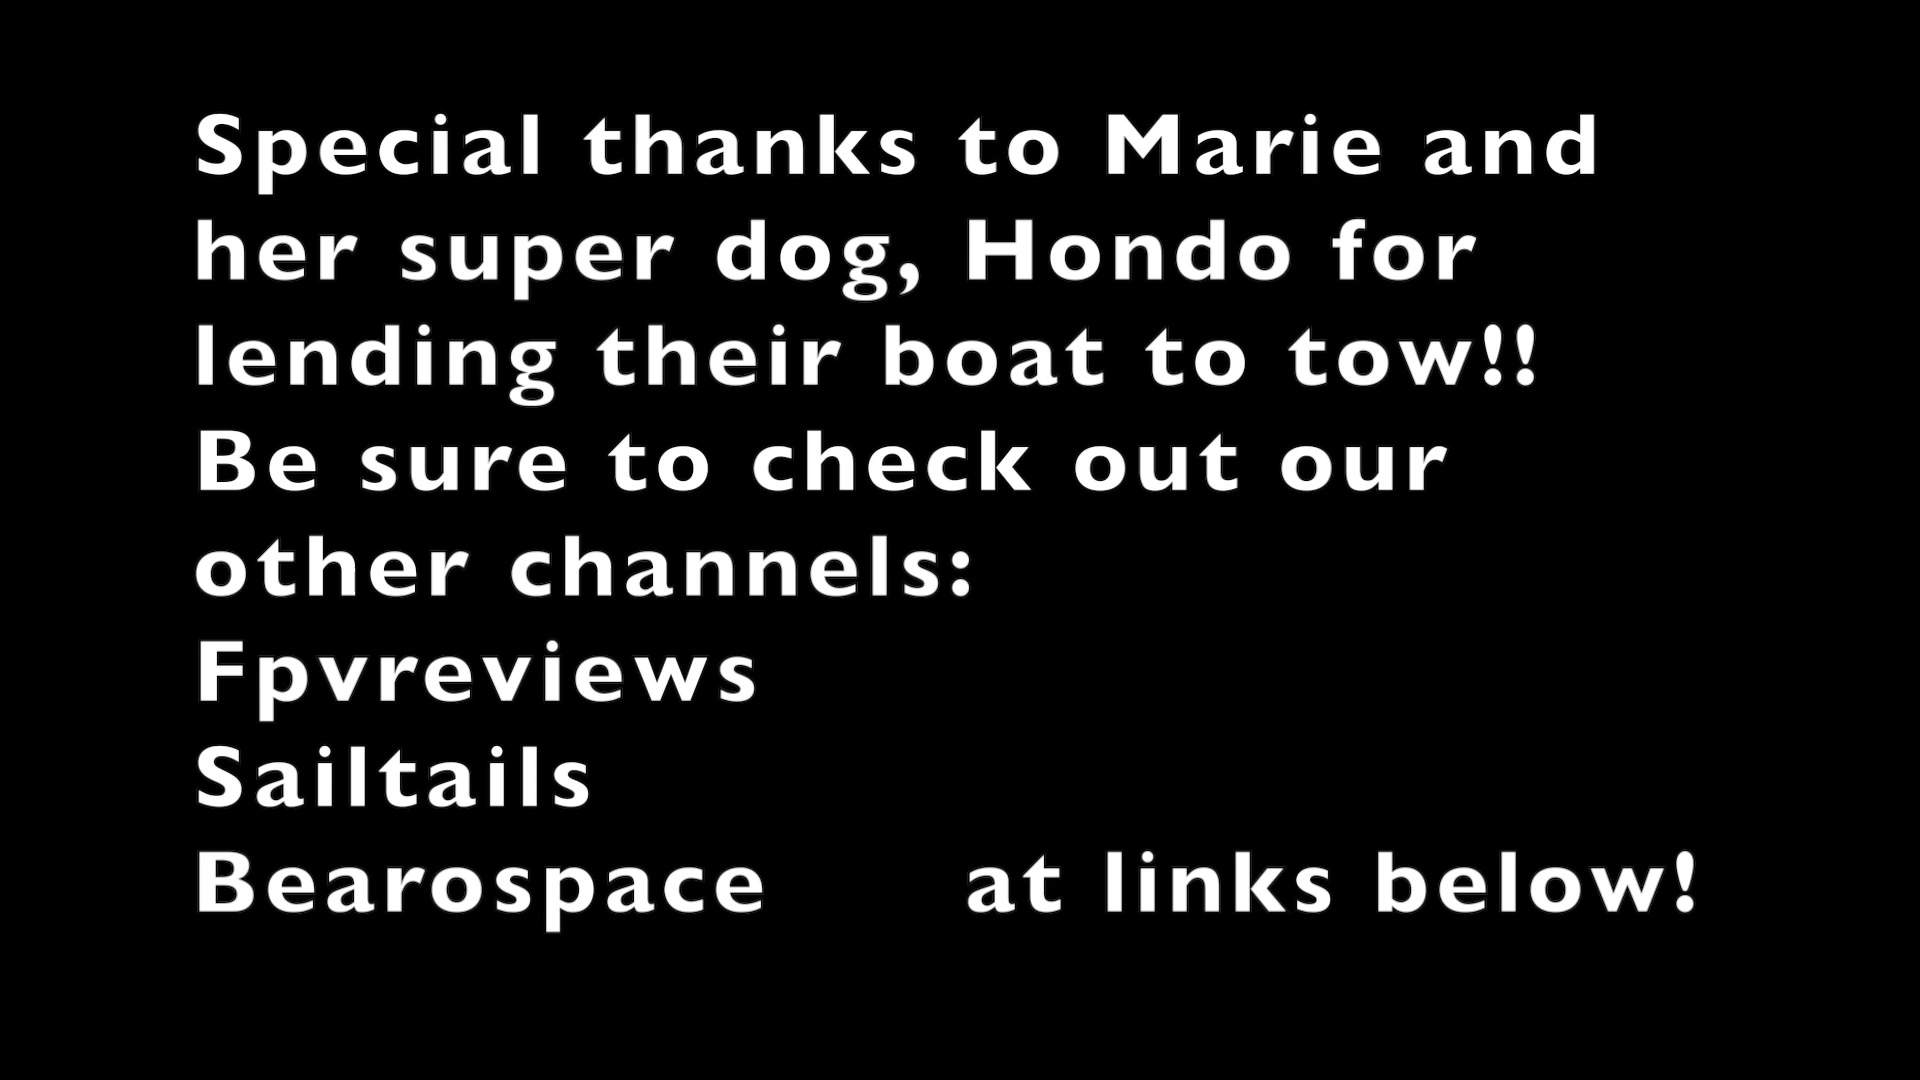 Special thanks to Marie and
her super dog, Hondo for
lending their boat to tow!!
Be sure to check out our
other channels:
Fpvreviews
Sailtails
Bearospace at links below!